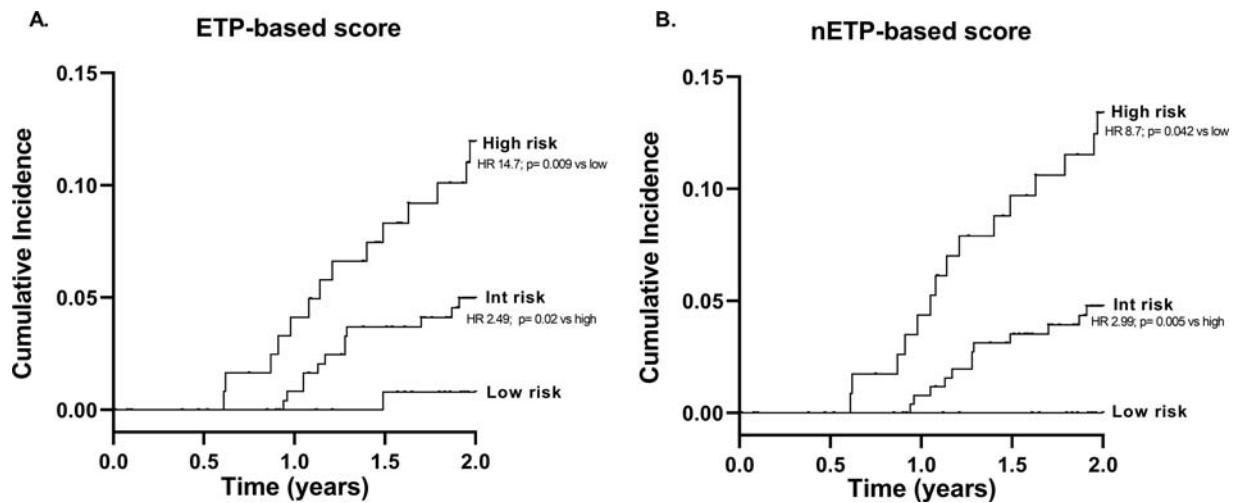 A.
ETP-based score
Cumulative Incidence
0.15
0.10
0.05
0.00
High risk
HR 14.7; p= 0.009 vs low
Int risk
HR 2.49; p= 0.02 vs high
Low risk
0.0 0.5 1.0 1.5 2.0
Time (years)
B.
nETP-based score
Cumulative Incidence
0.15
0.10
0.05
0.00
High risk
HR 8.7; p= 0.042 vs low
Int risk
HR 2.99; p= 0.005 vs high
Low risk
0.0 0.5 1.0 1.5 2.0
Time (years)